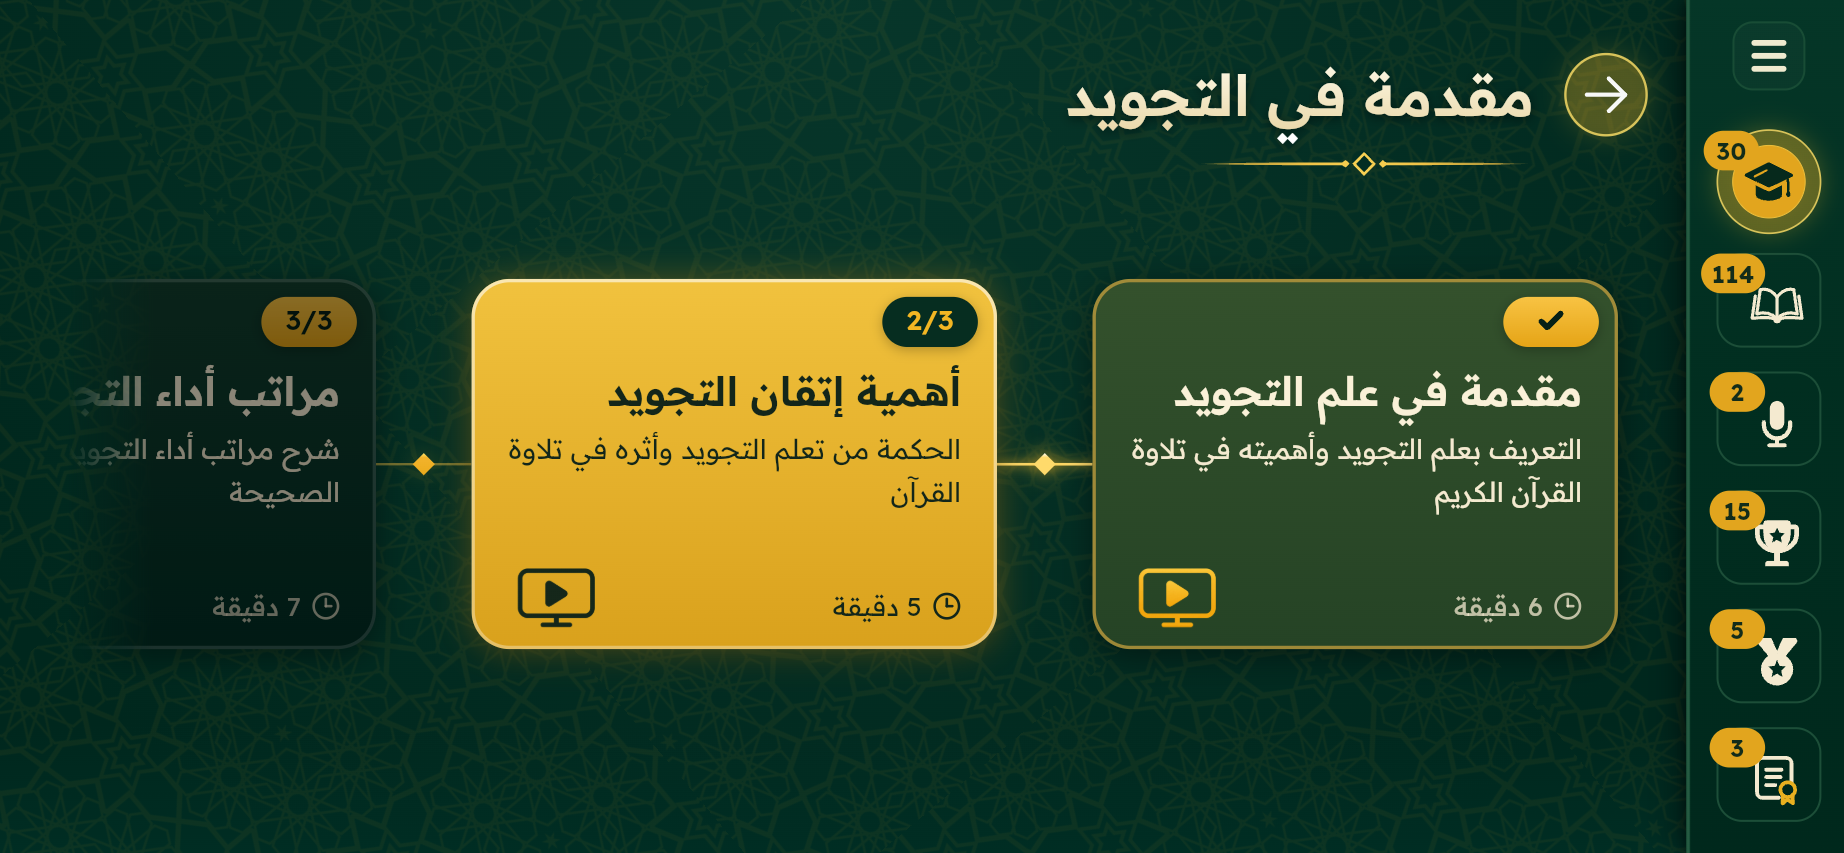 مقدمة في التجويد
30
114
2
15
5
3
مقدمة في علم التجويد
التعريف بعلم التجويد وأهميته في تلاوة
القرآن الكريم
6 دقيقة
2/3
أهمية إتقان التجويد
الحكمة من تعلم التجويد وأثره في تلاوة
القرآن
5 دقيقة
3/3
مراتب أداء
شرح مراتب أداء التجويد
الصحيحة
7 دقيقة